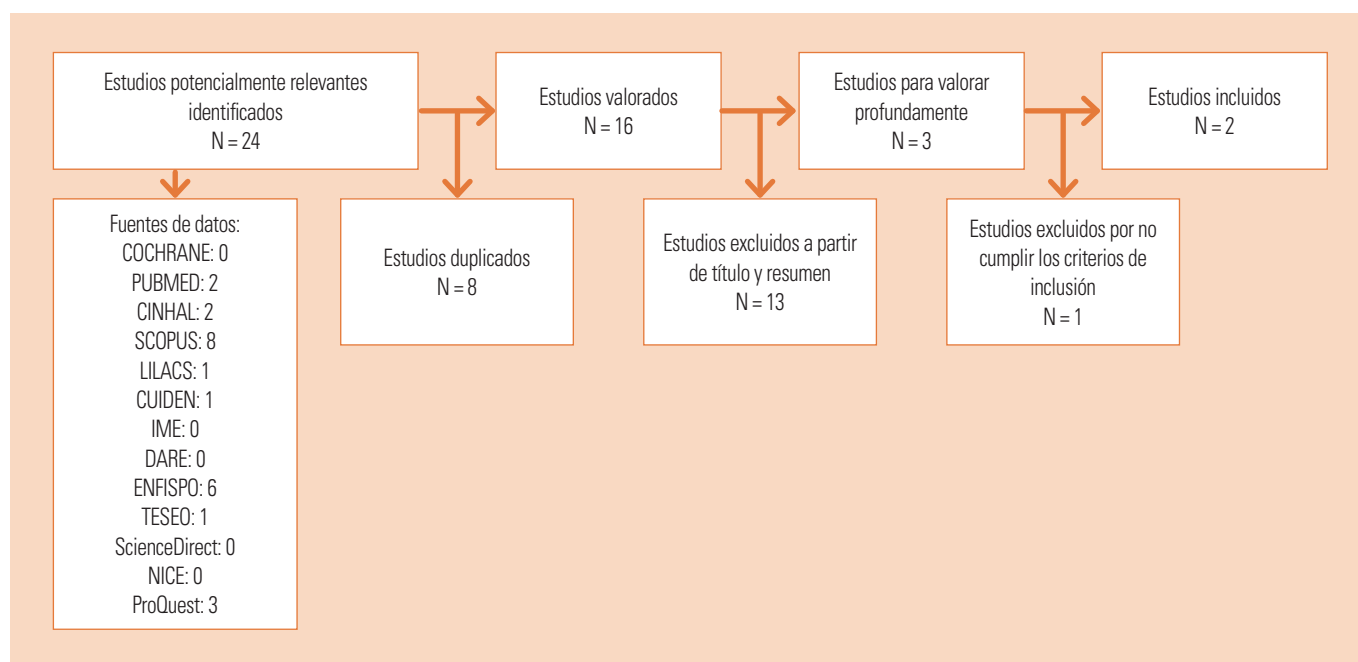 Estudios potencialmente relevantes
identificados
N = 24
Estudios valorados
N = 16
Estudios para valorar
profundamente
N = 3
Estudios incluidos
N = 2
Fuentes de datos:
COCHRANE: 0
PUBMED: 2
CINHAL: 2
SCOPUS: 8
LILACS: 1
CUIDEN: 1
IME: 0
DARE: 0
ENFISPO: 6
TESEO: 1
ScienceDirect: 0
NICE: 0
ProQuest: 3
Estudios duplicados
N = 8
Estudios excluidos a partir
de título y resumen
N = 13
Estudios excluidos por no
cumplir los criterios de
inclusión
N = 1